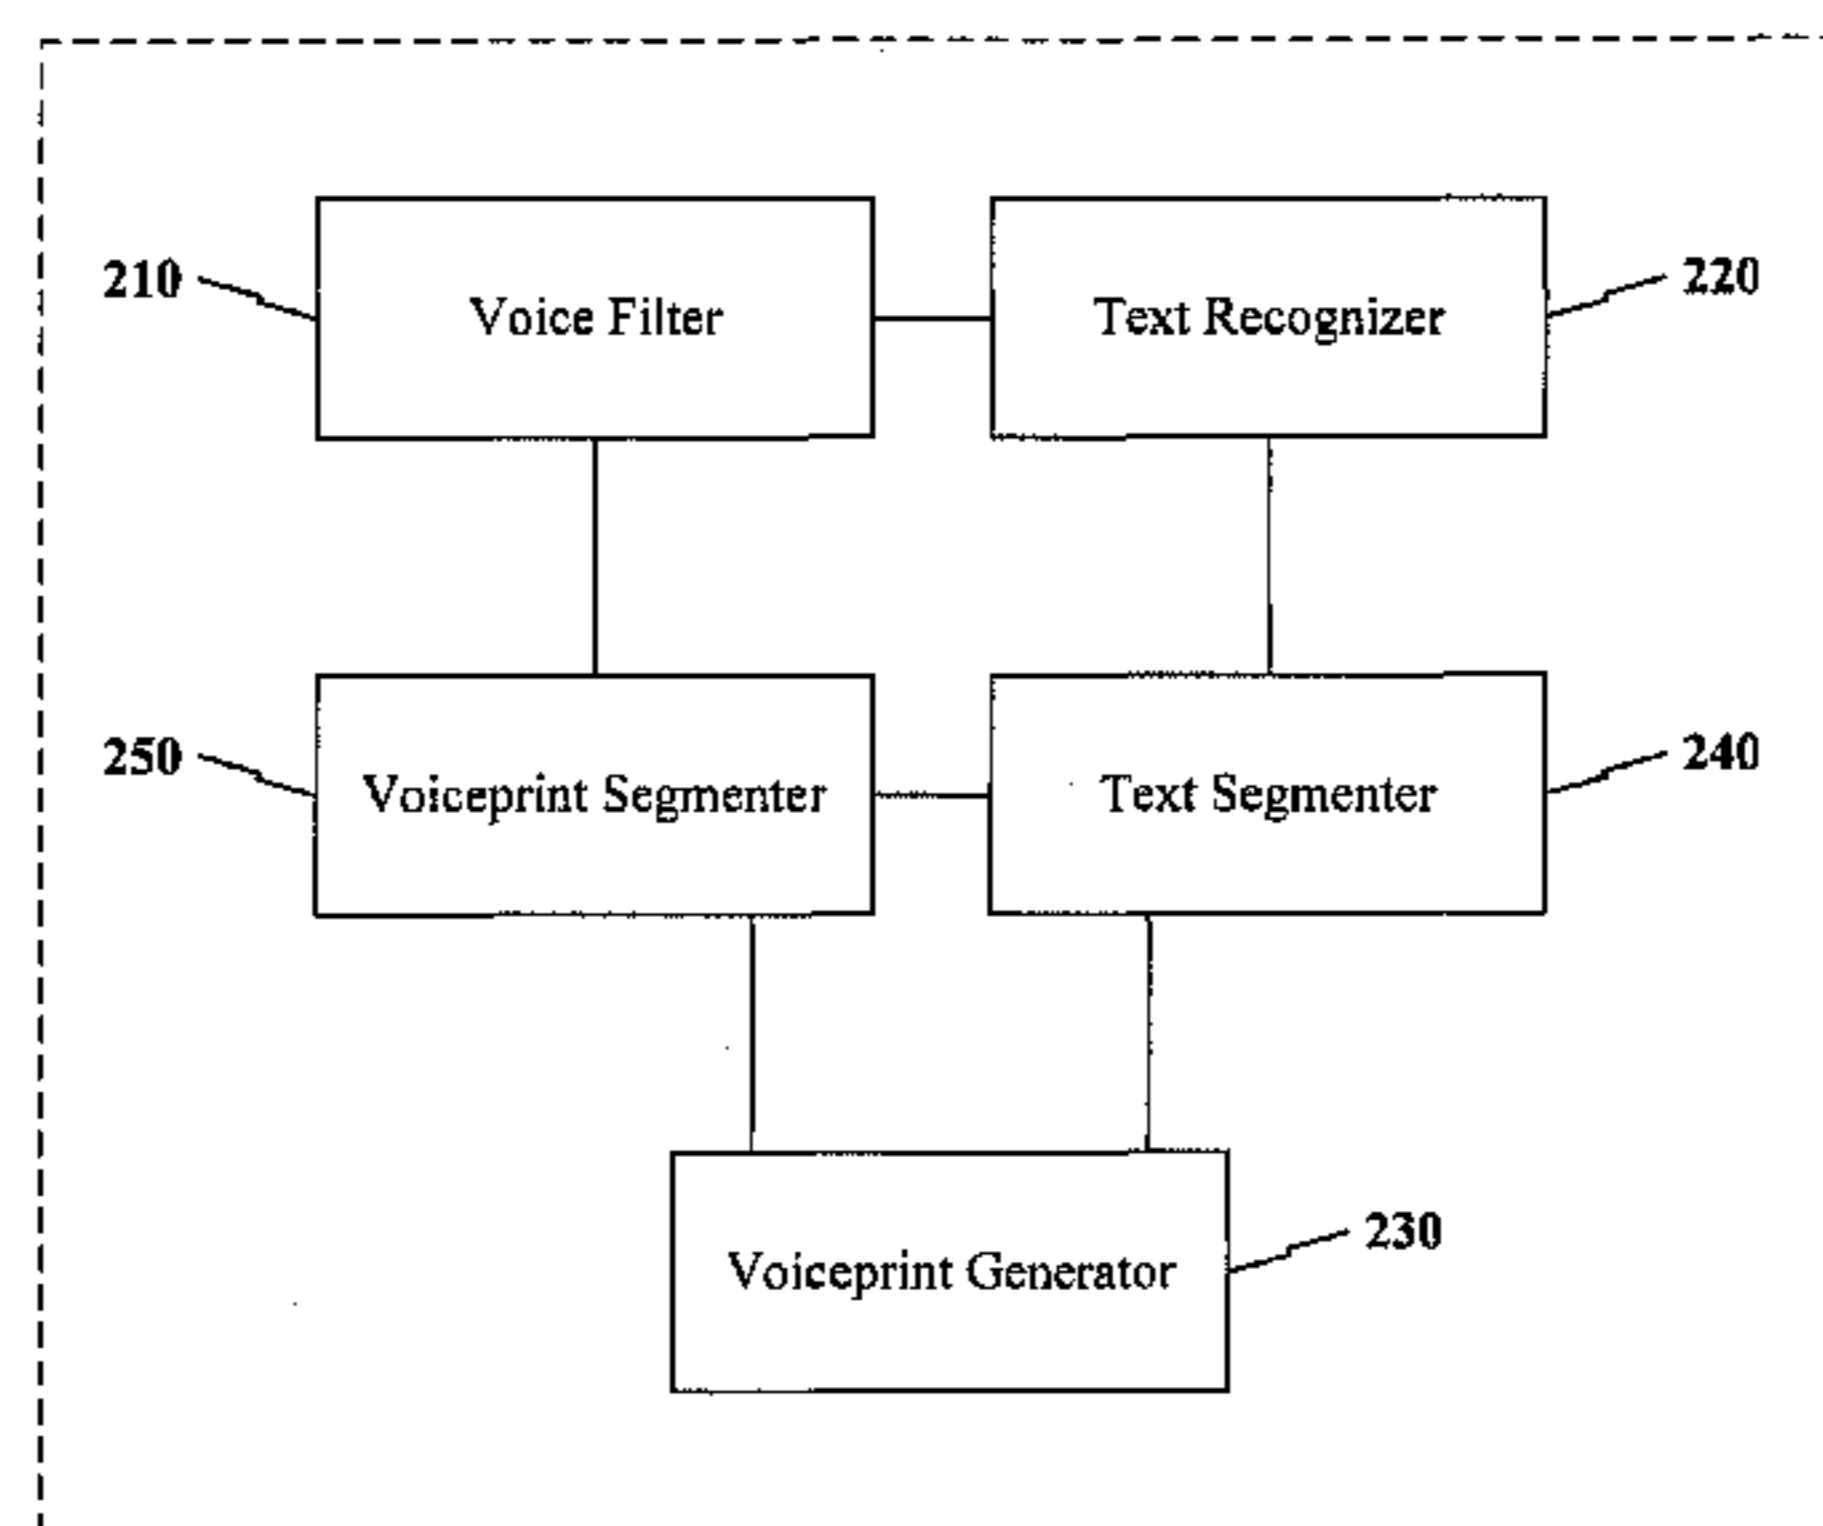 210 Voice Filter Text Recognizer 220
250 Voiceprint Segmenter Text Segmenter 240
Voiceprint Generator 230